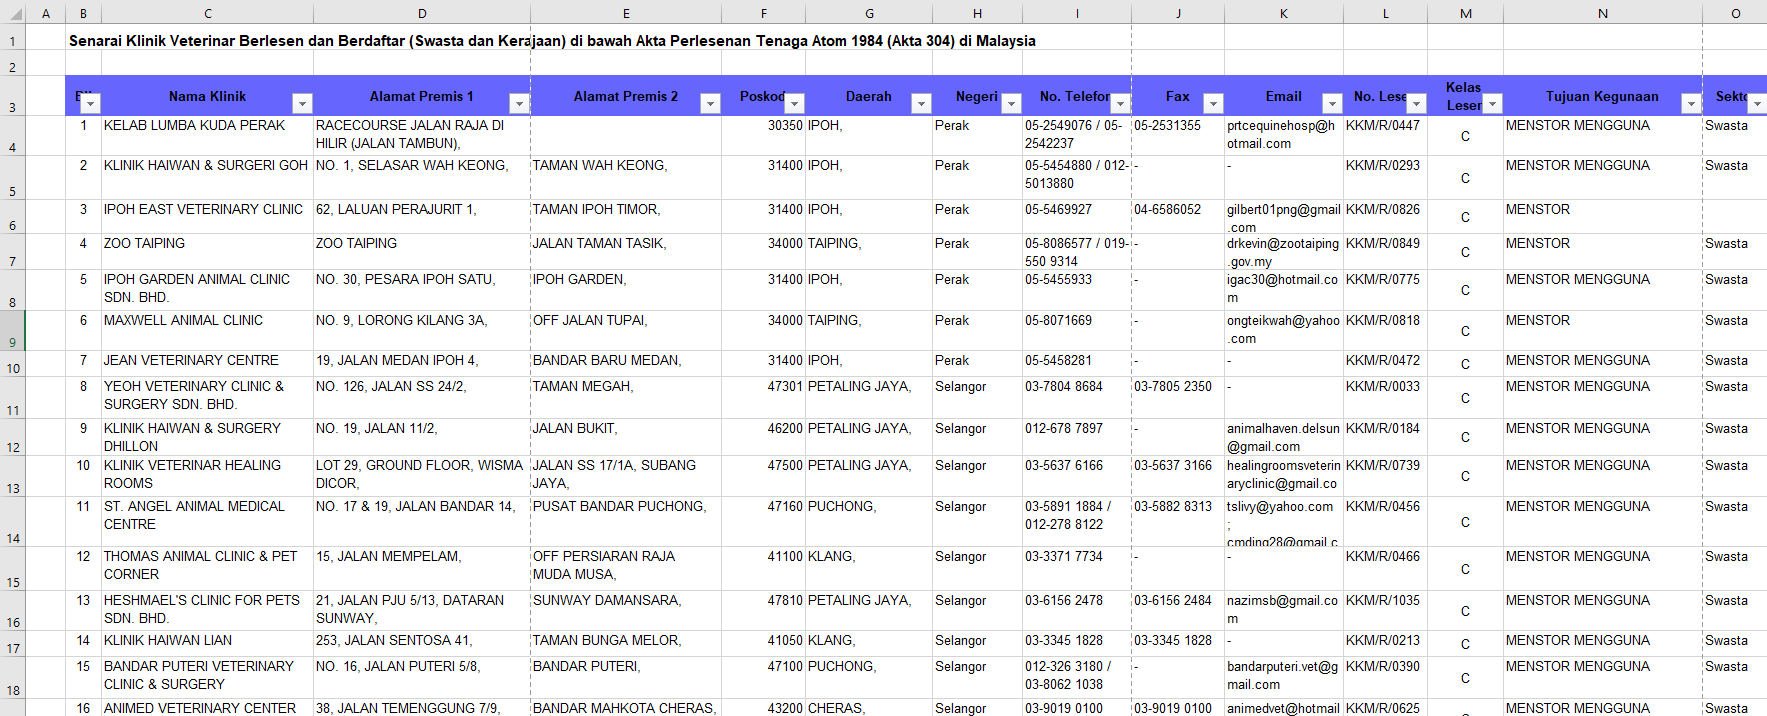 A B C D E F G H I J K L M N O
1 Senarai Klinik Veterinar Berlesen dan Berdaftar (Swasta dan Kerajaan) di bawah Akta Perlesenan Tenaga Atom 1984 (Akta 304) di Malaysia
2
3 Nama Klinik Alamat Premis 1 Alamat Premis 2 Poskod Daerah Negeri No. Telefon Fax Email No. Lesen Kelas Lesen Tujuan Kegunaan
4 1 KELAB LUMBA KUDA PERAK RACECOURSE JALAN RAJA DI 30350 IPOH, Perak 05-2549076 / 05- 05-2531355 prtcequinehosp@h KKM/R/0447 C MENSTOR MENGGUNA Swasta
HILIR (JALAN TAMBUN), 2542237 otmail.com
5 2 KLINIK HAIWAN & SURGERI GOH NO. 1, SELASAR WAH KEONG, TAMAN WAH KEONG, 31400 IPOH, Perak 05-5454880 / 012- - - KKM/R/0293 C MENSTOR MENGGUNA Swasta
5013880
6 3 IPOH EAST VETERINARY CLINIC 62, LALUAN PERAJURIT 1, TAMAN IPOH TIMOR, 31400 IPOH, Perak 05-5469927 04-6586052 gilbert01png@gmail KKM/R/0826 C MENSTOR
.com
7 4 ZOO TAIPING ZOO TAIPING JALAN TAMAN TASIK, 34000 TAIPING, Perak 05-8086577 / 019- - drkevin@zootaiping KKM/R/0849 C MENSTOR Swasta
550 9314 .gov.my
8 5 IPOH GARDEN ANIMAL CLINIC NO. 30, PESARA IPOH SATU, IPOH GARDEN, 31400 IPOH, Perak 05-5455933 - igac30@hotmail.co KKM/R/0775 C MENSTOR MENGGUNA Swasta
SDN. BHD. m
9 6 MAXWELL ANIMAL CLINIC NO. 9, LORONG KILANG 3A, OFF JALAN TUPAI, 34000 TAIPING, Perak 05-8071669 - ongteikwah@yahoo KKM/R/0818 C MENSTOR Swasta
.com
10 7 JEAN VETERINARY CENTRE 19, JALAN MEDAN IPOH 4, BANDAR BARU MEDAN, 31400 IPOH, Perak 05-5458281 - - KKM/R/0472 C MENSTOR MENGGUNA Swasta
11 8 YEOH VETERINARY CLINIC & NO. 126, JALAN SS 24/2, TAMAN MEGAH, 47301 PETALING JAYA, Selangor 03-7804 8684 03-7805 2350 - KKM/R/0033 C MENSTOR MENGGUNA Swasta
SURGERY SDN. BHD.
12 9 KLINIK HAIWAN & SURGERY NO. 19, JALAN 11/2, JALAN BUKIT, 46200 PETALING JAYA, Selangor 012-678 7897 - animalhaven.delsun KKM/R/0184 C MENSTOR MENGGUNA Swasta
DHILLON @gmail.com
13 10 KLINIK VETERINAR HEALING LOT 29, GROUND FLOOR, WISMA JALAN SS 17/1A, SUBANG 47500 PETALING JAYA, Selangor 03-5637 6166 03-5637 3166 healingroomsveterin KKM/R/0739 C MENSTOR MENGGUNA Swasta
ROOMS DICOR, JAYA, aryclinic@gmail.co
14 11 ST. ANGEL ANIMAL MEDICAL NO. 17 & 19, JALAN BANDAR 14, PUSAT BANDAR PUCHONG, 47160 PUCHONG, Selangor 03-5891 1884 / 03-5882 8313 tslivy@yahoo.com KKM/R/0456 C MENSTOR MENGGUNA Swasta
CENTRE 012-278 8122 ;
cmding28@gmail.c
15 12 THOMAS ANIMAL CLINIC & PET 15, JALAN MEMPELAM, OFF PERSIARAN RAJA 41100 KLANG, Selangor 03-3371 7734 - - KKM/R/0466 C MENSTOR MENGGUNA Swasta
CORNER MUDA MUSA,
16 13 HESHMAEL'S CLINIC FOR PETS 21, JALAN PJU 5/13, DATARAN SUNWAY DAMANSARA, 47810 PETALING JAYA, Selangor 03-6156 2478 03-6156 2484 nazimsb@gmail.co KKM/R/1035 C MENSTOR MENGGUNA Swasta
SDN. BHD. SUNWAY, m
17 14 KLINIK HAIWAN LIAN 253, JALAN SENTOSA 41, TAMAN BUNGA MELOR, 41050 KLANG, Selangor 03-3345 1828 03-3345 1828 - KKM/R/0213 C MENSTOR MENGGUNA Swasta
18 15 BANDAR PUTERI VETERINARY NO. 16, JALAN PUTERI 5/8, BANDAR PUTERI, 47100 PUCHONG, Selangor 012-326 3180 / - bandarputeri.vet@g KKM/R/0390 C MENSTOR MENGGUNA Swasta
CLINIC & SURGERY 03-8062 1038 mail.com
16 ANIMED VETERINARY CENTER 38, JALAN TEMENGGUNG 7/9, BANDAR MAHKOTA CHERAS, 43200 CHERAS, Selangor 03-9019 0100 03-9019 0100 animedvet@hotmail KKM/R/0625 C MENSTOR MENGGUNA Swasta